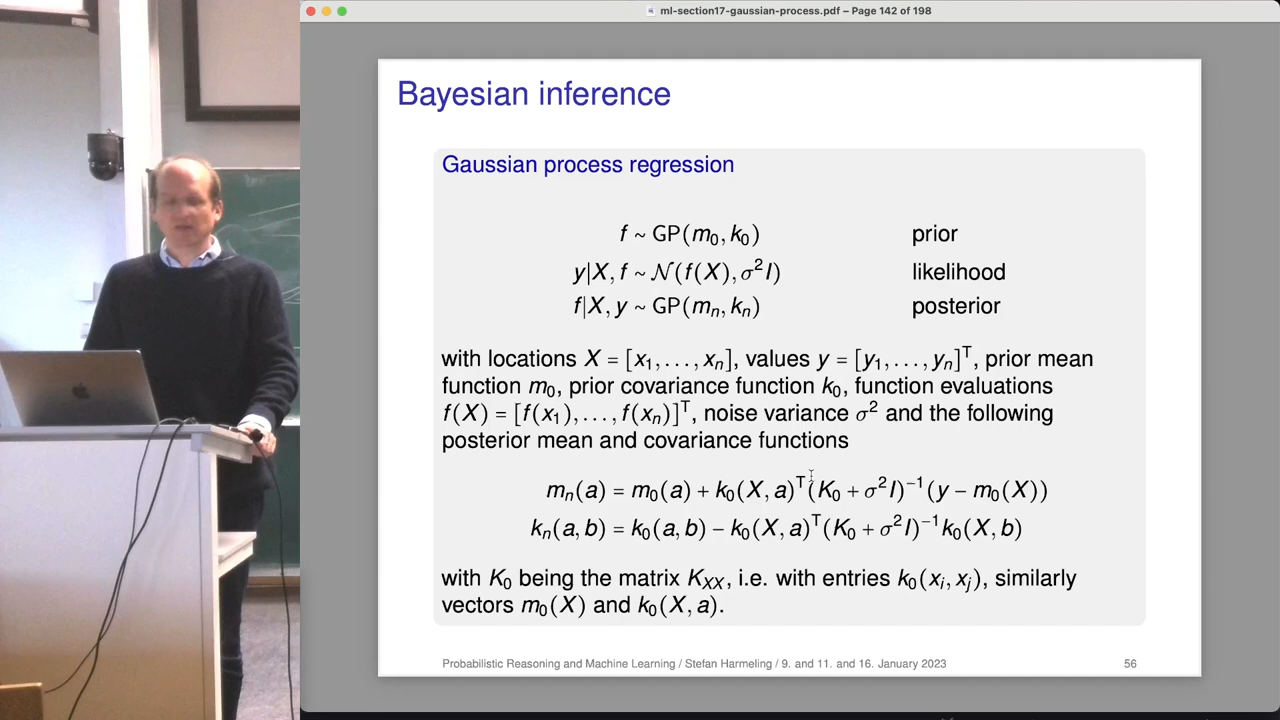 ml-section17-gaussian-process.pdf – Page 142 of 198
Bayesian inference
Gaussian process regression
f ~ GP(m₀, k₀) prior
y|X, f ~ 𝒩(f(X), σ²I) likelihood
f|X, y ~ GP(mₙ, kₙ) posterior
with locations X = [x₁, . . . , xₙ], values y = [y₁, . . . , yₙ]ᵀ, prior mean
function m₀, prior covariance function k₀, function evaluations
f(X) = [f(x₁), . . . , f(xₙ)]ᵀ, noise variance σ² and the following
posterior mean and covariance functions
mₙ(a) = m₀(a) + k₀(X, a)ᵀ(K₀ + σ²I)⁻¹(y − m₀(X))
kₙ(a, b) = k₀(a, b) − k₀(X, a)ᵀ(K₀ + σ²I)⁻¹k₀(X, b)
with K₀ being the matrix K_XX, i.e. with entries k₀(xᵢ, xⱼ), similarly
vectors m₀(X) and k₀(X, a).
Probabilistic Reasoning and Machine Learning / Stefan Harmeling / 9. and 11. and 16. January 2023 56